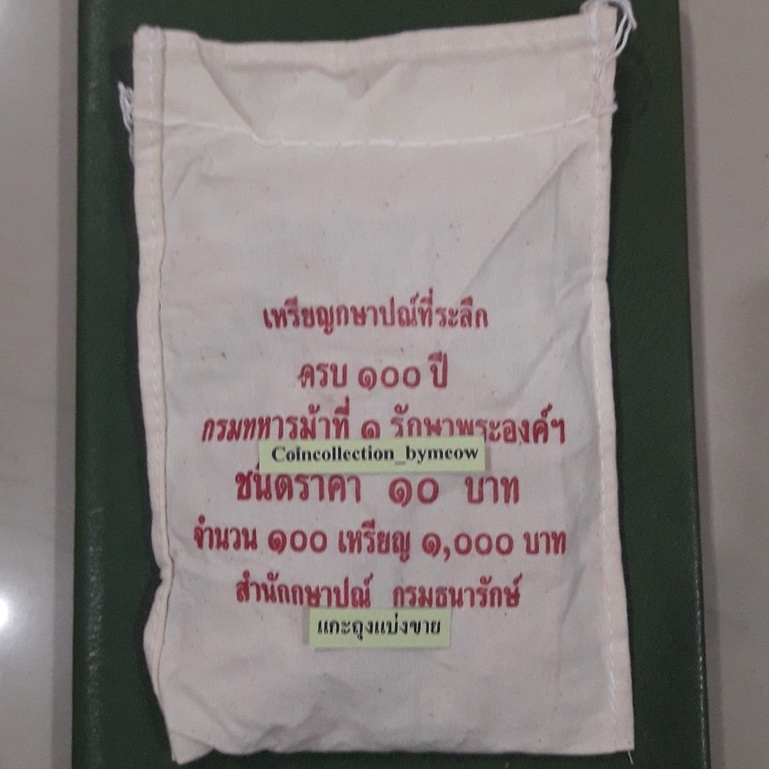 เหรียญกษาปณ์ที่ระลึก
ครบ ๑๐๐ ปี
กรมทหารม้าที่ ๑ รักษาพระองค์ฯ
Coincollection_bymeow
ชนิดราคา ๑๐ บาท
จำนวน ๑๐๐ เหรียญ ๑,๐๐๐ บาท
สำนักกษาปณ์ กรมธนารักษ์
แกะถุงแบ่งขาย